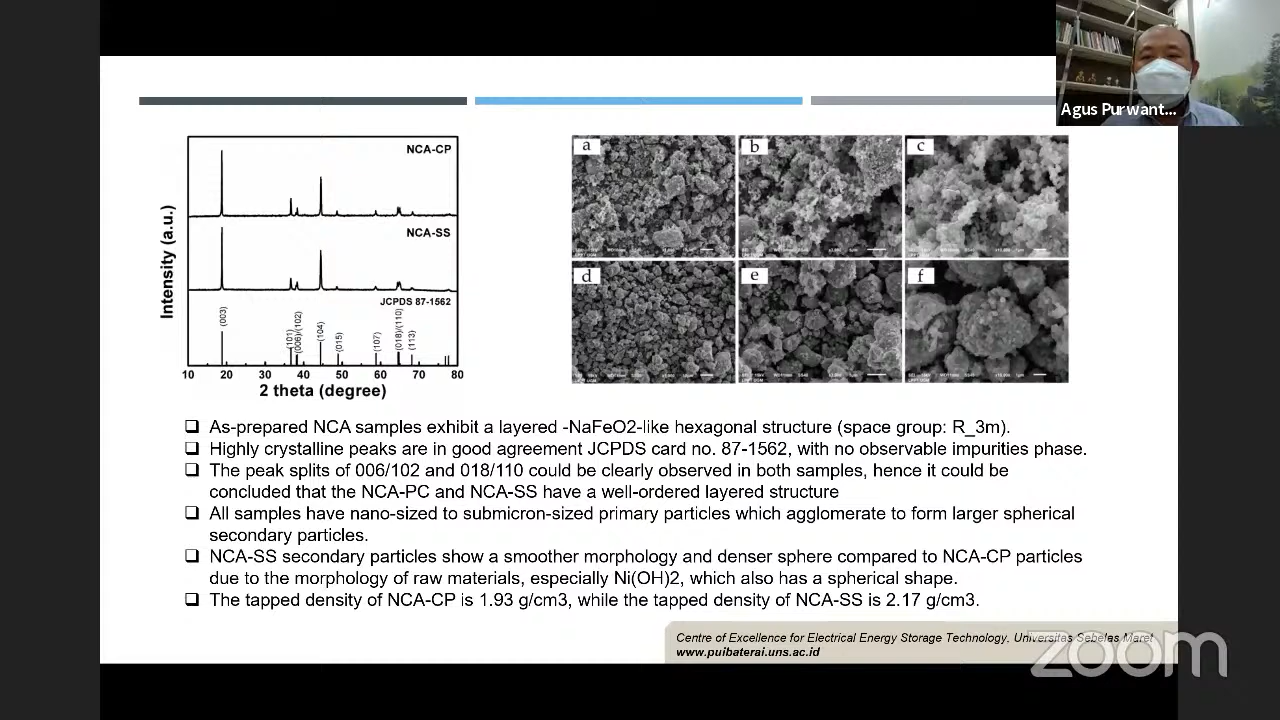 Agus Purwant...
NCA-CP
NCA-SS
JCPDS 87-1562
Intensity (a.u.)
(003)
(101)
(006)/(102)
(104)
(015)
(107)
(018)/(110)
(113)
10 20 30 40 50 60 70 80
2 theta (degree)
a
b
c
d
e
f
❑ As-prepared NCA samples exhibit a layered -NaFeO2-like hexagonal structure (space group: R_3m).
❑ Highly crystalline peaks are in good agreement JCPDS card no. 87-1562, with no observable impurities phase.
❑ The peak splits of 006/102 and 018/110 could be clearly observed in both samples, hence it could be
concluded that the NCA-PC and NCA-SS have a well-ordered layered structure
❑ All samples have nano-sized to submicron-sized primary particles which agglomerate to form larger spherical
secondary particles.
❑ NCA-SS secondary particles show a smoother morphology and denser sphere compared to NCA-CP particles
due to the morphology of raw materials, especially Ni(OH)2, which also has a spherical shape.
❑ The tapped density of NCA-CP is 1.93 g/cm3, while the tapped density of NCA-SS is 2.17 g/cm3.
Centre of Excellence for Electrical Energy Storage Technology, Universitas Sebelas Maret
www.puibaterai.uns.ac.id
zoom